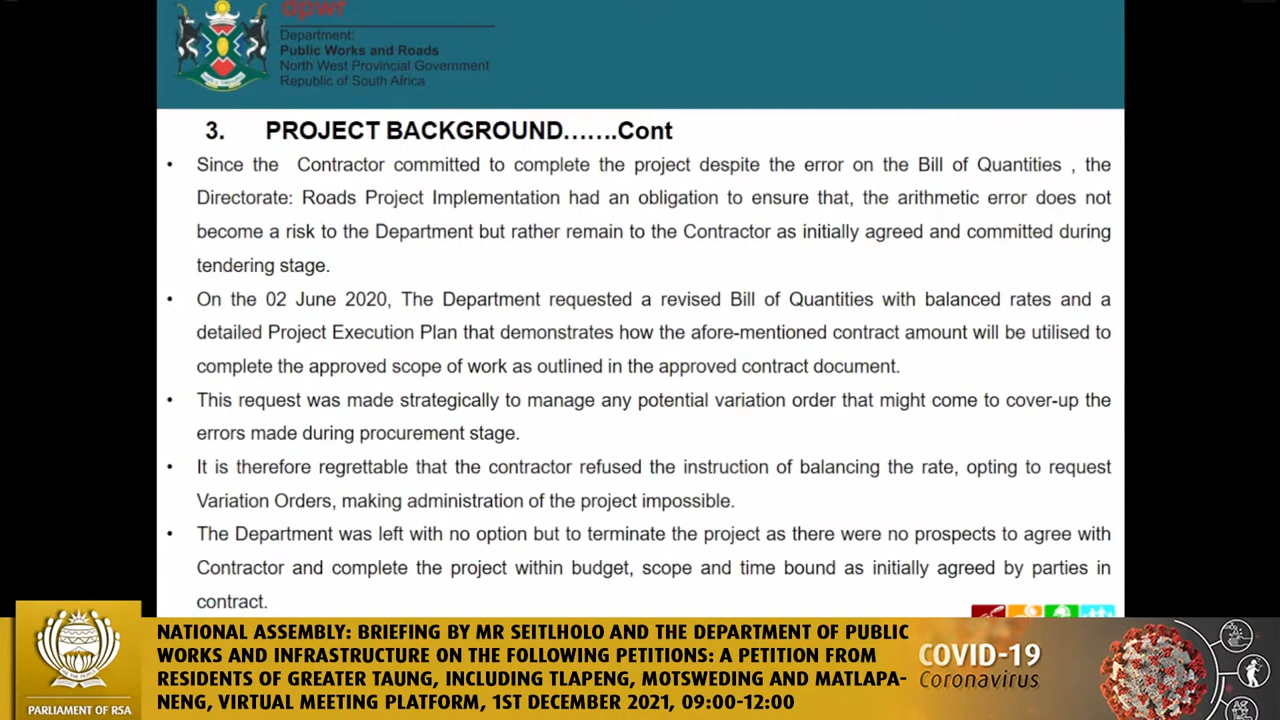 dpwr
Department:
Public Works and Roads
North West Provincial Government
Republic of South Africa
3. PROJECT BACKGROUND.......Cont
• Since the Contractor committed to complete the project despite the error on the Bill of Quantities , the
Directorate: Roads Project Implementation had an obligation to ensure that, the arithmetic error does not
become a risk to the Department but rather remain to the Contractor as initially agreed and committed during
tendering stage.
• On the 02 June 2020, The Department requested a revised Bill of Quantities with balanced rates and a
detailed Project Execution Plan that demonstrates how the afore-mentioned contract amount will be utilised to
complete the approved scope of work as outlined in the approved contract document.
• This request was made strategically to manage any potential variation order that might come to cover-up the
errors made during procurement stage.
• It is therefore regrettable that the contractor refused the instruction of balancing the rate, opting to request
Variation Orders, making administration of the project impossible.
• The Department was left with no option but to terminate the project as there were no prospects to agree with
Contractor and complete the project within budget, scope and time bound as initially agreed by parties in
contract.
NATIONAL ASSEMBLY: BRIEFING BY MR SEITLHOLO AND THE DEPARTMENT OF PUBLIC
WORKS AND INFRASTRUCTURE ON THE FOLLOWING PETITIONS: A PETITION FROM
RESIDENTS OF GREATER TAUNG, INCLUDING TLAPENG, MOTSWEDING AND MATLAPA-
NENG, VIRTUAL MEETING PLATFORM, 1ST DECEMBER 2021, 09:00-12:00
PARLIAMENT OF RSA
COVID-19
Coronavirus